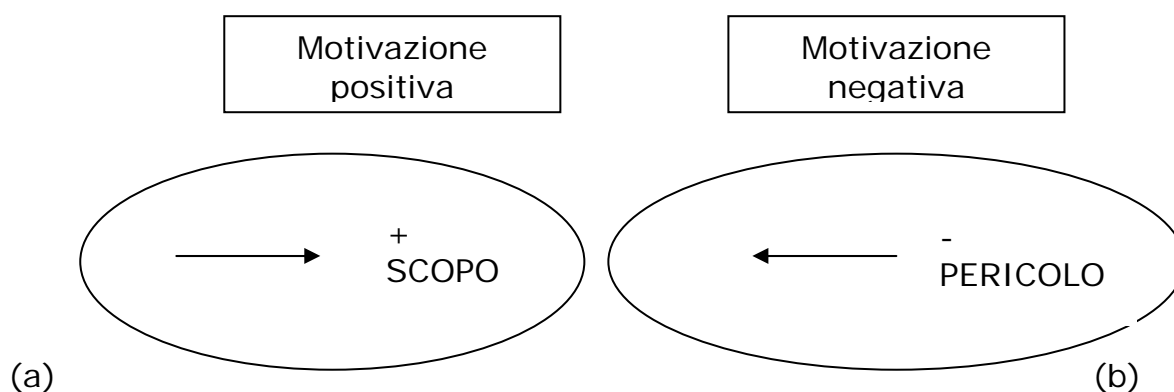 Motivazione
positiva
Motivazione
negativa
+
SCOPO
-
PERICOLO
(a)
(b)